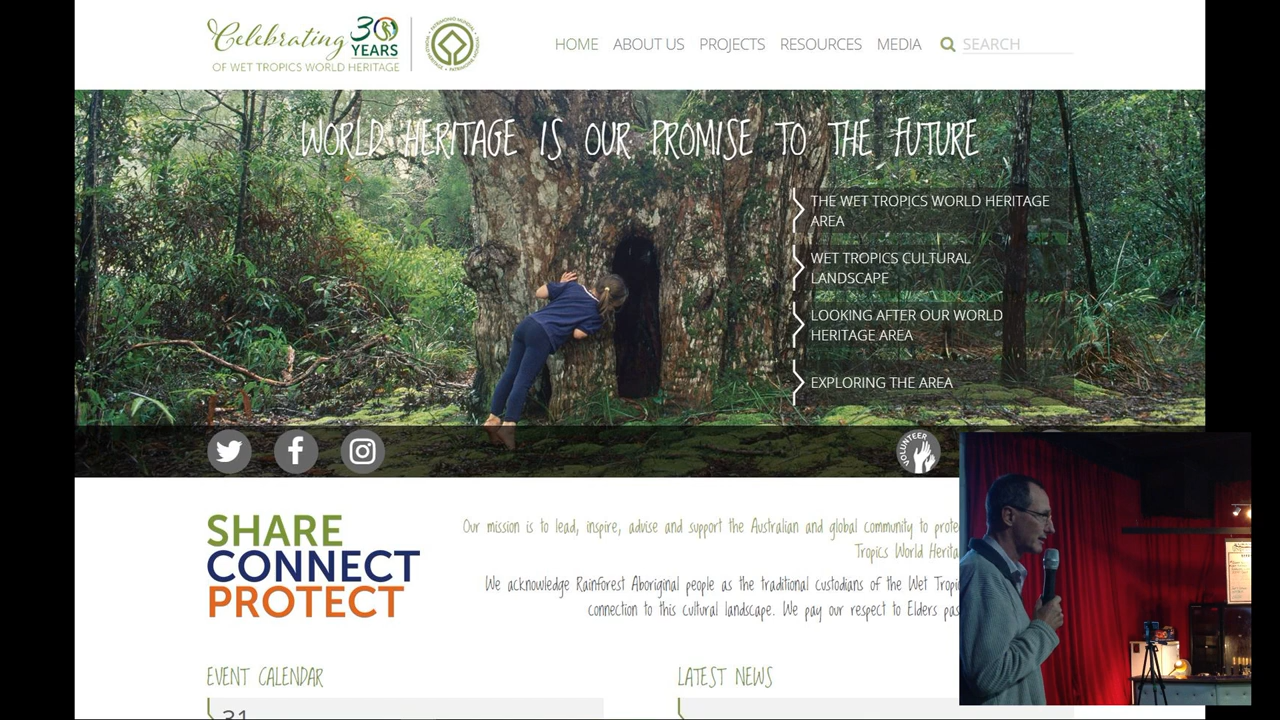 Celebrating 30 YEARS
OF WET TROPICS WORLD HERITAGE
HOME ABOUT US PROJECTS RESOURCES MEDIA SEARCH
WORLD HERITAGE IS OUR PROMISE TO THE FUTURE
THE WET TROPICS WORLD HERITAGE
AREA
WET TROPICS CULTURAL
LANDSCAPE
LOOKING AFTER OUR WORLD
HERITAGE AREA
EXPLORING THE AREA
VOLUNTEER
SHARE
CONNECT
PROTECT
Our mission is to lead, inspire, advise and support the Australian and global community to
Tropics World
We acknowledge Rainforest Aboriginal people as the traditional custodians of the Wet
connection to this cultural landscape. We pay our respect to Elders
EVENT CALENDAR
LATEST NEWS
31